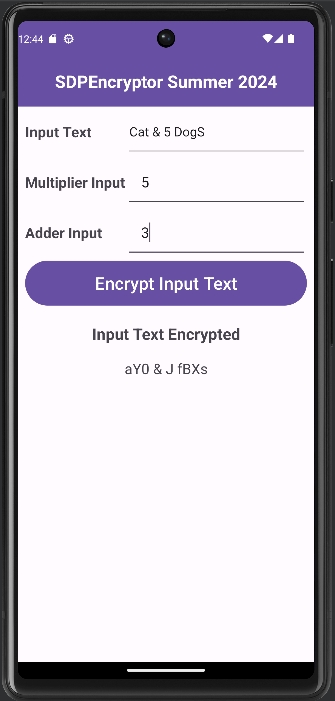 12:44
SDPEncryptor Summer 2024
Input Text Cat & 5 DogS
Multiplier Input 5
Adder Input 3
Encrypt Input Text
Input Text Encrypted
aY0 & J fBXs